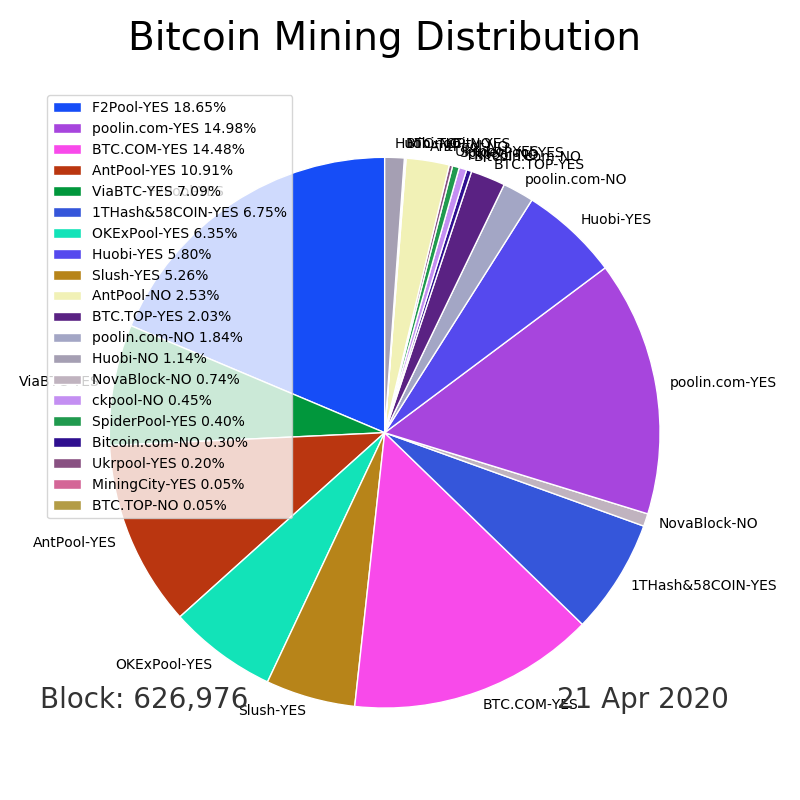 Bitcoin Mining Distribution
F2Pool-YES 18.65%
poolin.com-YES 14.98%
BTC.COM-YES 14.48%
AntPool-YES 10.91%
ViaBTC-YES 7.09%
1THash&58COIN-YES 6.75%
OKExPool-YES 6.35%
Huobi-YES 5.80%
Slush-YES 5.26%
AntPool-NO 2.53%
BTC.TOP-YES 2.03%
poolin.com-NO 1.84%
Huobi-NO 1.14%
NovaBlock-NO 0.74%
ckpool-NO 0.45%
SpiderPool-YES 0.40%
Bitcoin.com-NO 0.30%
Ukrpool-YES 0.20%
MiningCity-YES 0.05%
BTC.TOP-NO 0.05%
BTC.TOP-YES
poolin.com-NO
Huobi-YES
poolin.com-YES
NovaBlock-NO
1THash&58COIN-YES
BTC.COM-YES
Slush-YES
OKExPool-YES
AntPool-YES
Block: 626,976
21 Apr 2020